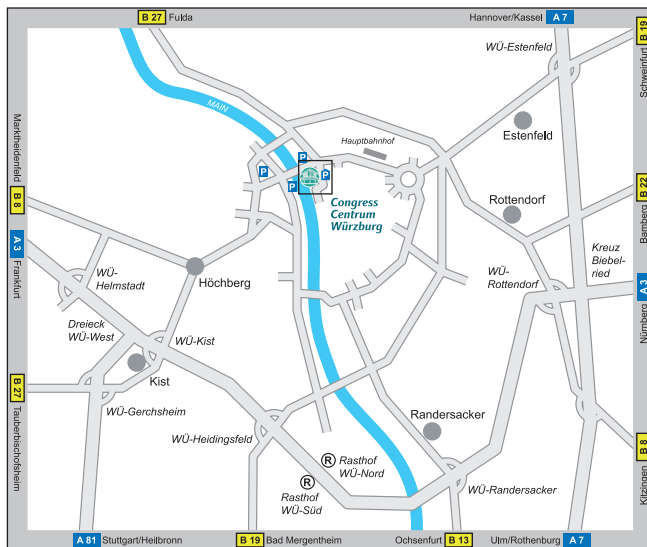 B 27 Fulda
Hannover/Kassel A 7
B 19
Schweinfurt
WÜ-Estenfeld
MAIN
Marktheidenfeld
B 8
Hauptbahnhof
Estenfeld
P
P
P
P
Congress
Centrum
Würzburg
B 22
Bamberg
Rottendorf
A 3
Frankfurt
WÜ-
Helmstadt
Höchberg
WÜ-
Rottendorf
Kreuz
Biebel-
ried
A 3
Nürnberg
Dreieck
WÜ-West
WÜ-Kist
Kist
B 27
Tauberbischofsheim
WÜ-Gerchsheim
WÜ-Heidingsfeld
Randersacker
B 8
Kitzingen
R Rasthof
WÜ-Nord
R
Rasthof
WÜ-Süd
WÜ-Randersacker
A 81 Stuttgart/Heilbronn
B 19 Bad Mergentheim
Ochsenfurt B 13
Ulm/Rothenburg A 7